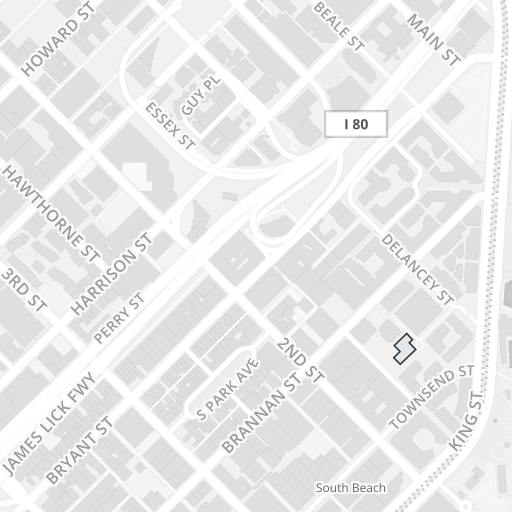 HOWARD ST
BEALE ST
MAIN ST
GUY PL
ESSEX ST
I 80
HAWTHORNE ST
HARRISON ST
3RD ST
PERRY ST
DELANCEY ST
2ND ST
S PARK AVE
BRANNAN ST
TOWNSEND ST
JAMES LICK FWY
BRYANT ST
KING ST
South Beach